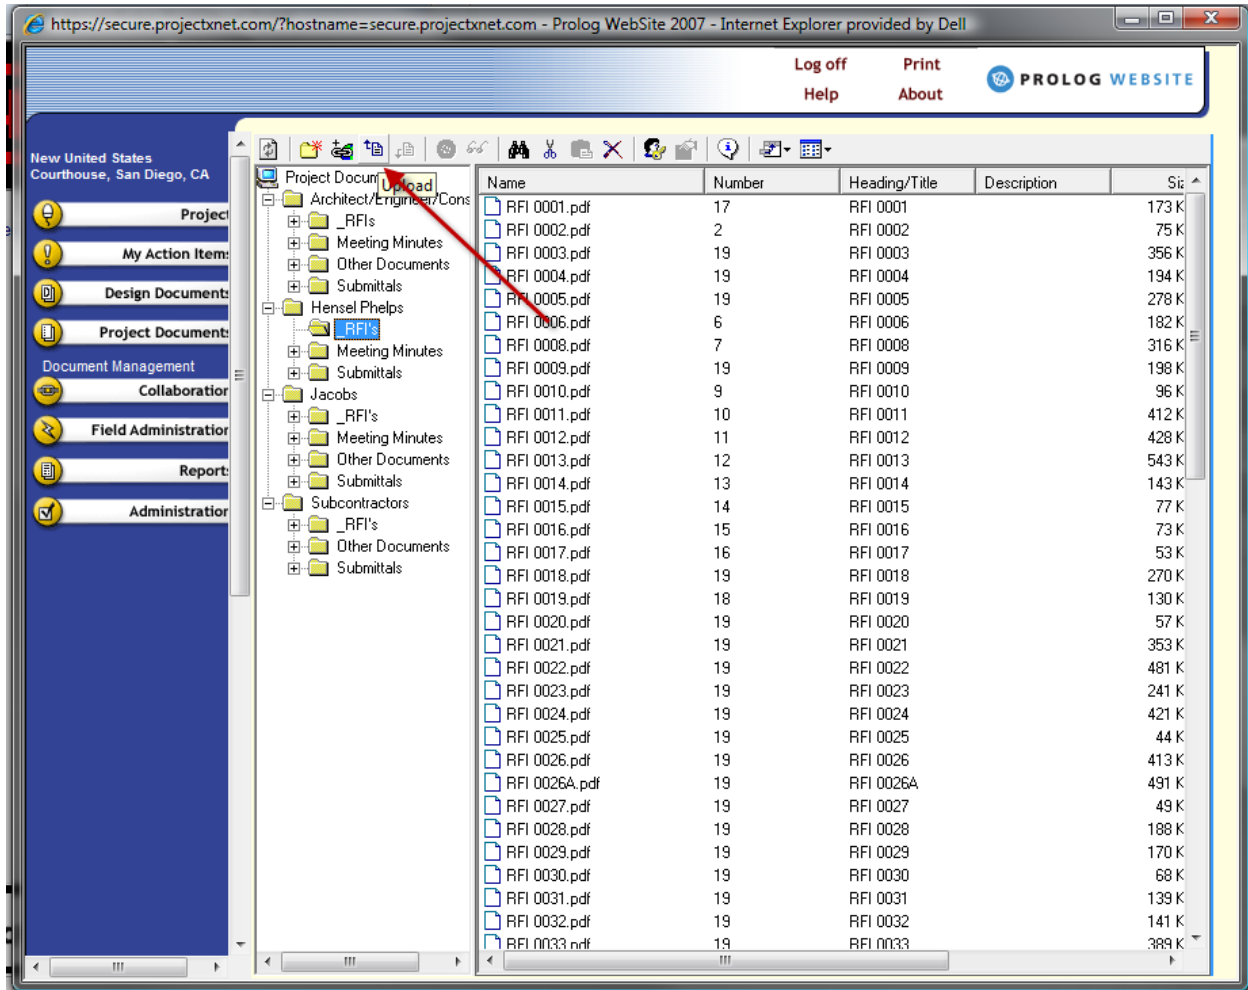 https://secure.projectxnet.com/?hostname=secure.projectxnet.com - Prolog WebSite 2007 - Internet Explorer provided by Dell
Log off Print
Help About
PROLOG WEBSITE
New United States
Courthouse, San Diego, CA
Project
My Action Item
Design Document
Project Document
Document Management
Collaboration
Field Administration
Report
Administration
Project Docum
Upload
Architect/Engineer/Cons
_RFIs
Meeting Minutes
Other Documents
Submittals
Hensel Phelps
_RFI's
Meeting Minutes
Submittals
Jacobs
_RFI's
Meeting Minutes
Other Documents
Submittals
Subcontractors
_RFI's
Other Documents
Submittals
Name Number Heading/Title Description Siz
RFI 0001.pdf 17 RFI 0001 173 K
RFI 0002.pdf 2 RFI 0002 75 K
RFI 0003.pdf 19 RFI 0003 356 K
RFI 0004.pdf 19 RFI 0004 194 K
RFI 0005.pdf 19 RFI 0005 278 K
RFI 0006.pdf 6 RFI 0006 182 K
RFI 0008.pdf 7 RFI 0008 316 K
RFI 0009.pdf 19 RFI 0009 198 K
RFI 0010.pdf 9 RFI 0010 96 K
RFI 0011.pdf 10 RFI 0011 412 K
RFI 0012.pdf 11 RFI 0012 428 K
RFI 0013.pdf 12 RFI 0013 543 K
RFI 0014.pdf 13 RFI 0014 143 K
RFI 0015.pdf 14 RFI 0015 77 K
RFI 0016.pdf 15 RFI 0016 73 K
RFI 0017.pdf 16 RFI 0017 53 K
RFI 0018.pdf 19 RFI 0018 270 K
RFI 0019.pdf 18 RFI 0019 130 K
RFI 0020.pdf 19 RFI 0020 57 K
RFI 0021.pdf 19 RFI 0021 353 K
RFI 0022.pdf 19 RFI 0022 481 K
RFI 0023.pdf 19 RFI 0023 241 K
RFI 0024.pdf 19 RFI 0024 421 K
RFI 0025.pdf 19 RFI 0025 44 K
RFI 0026.pdf 19 RFI 0026 413 K
RFI 0026A.pdf 19 RFI 0026A 491 K
RFI 0027.pdf 19 RFI 0027 49 K
RFI 0028.pdf 19 RFI 0028 188 K
RFI 0029.pdf 19 RFI 0029 170 K
RFI 0030.pdf 19 RFI 0030 68 K
RFI 0031.pdf 19 RFI 0031 139 K
RFI 0032.pdf 19 RFI 0032 141 K
RFI 0033.pdf 19 RFI 0033 389 K